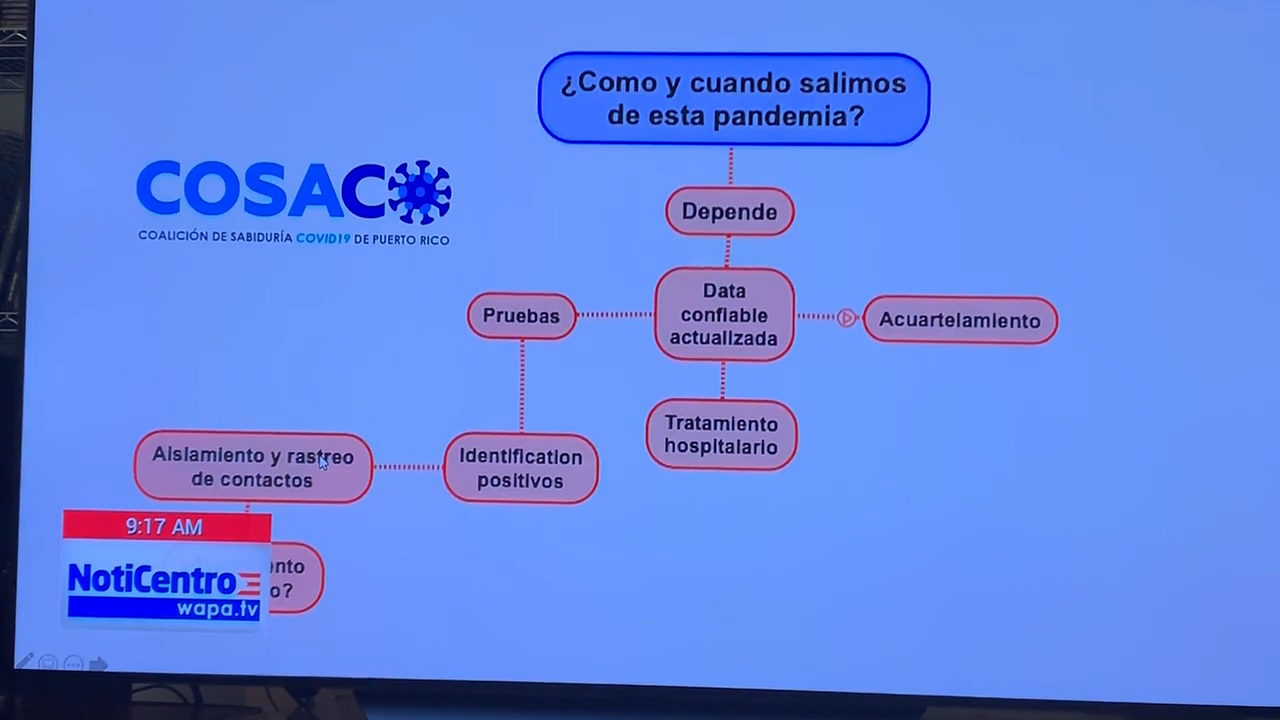 ¿Como y cuando salimos
de esta pandemia?
COSACO
COALICIÓN DE SABIDURÍA COVID19 DE PUERTO RICO
Depende
Data
confiable
actualizada
Pruebas
Acuartelamiento
Tratamiento
hospitalario
Aislamiento y rastreo
de contactos
Identification
positivos
9:17 AM
NotiCentro
wapa.tv
ento
o?